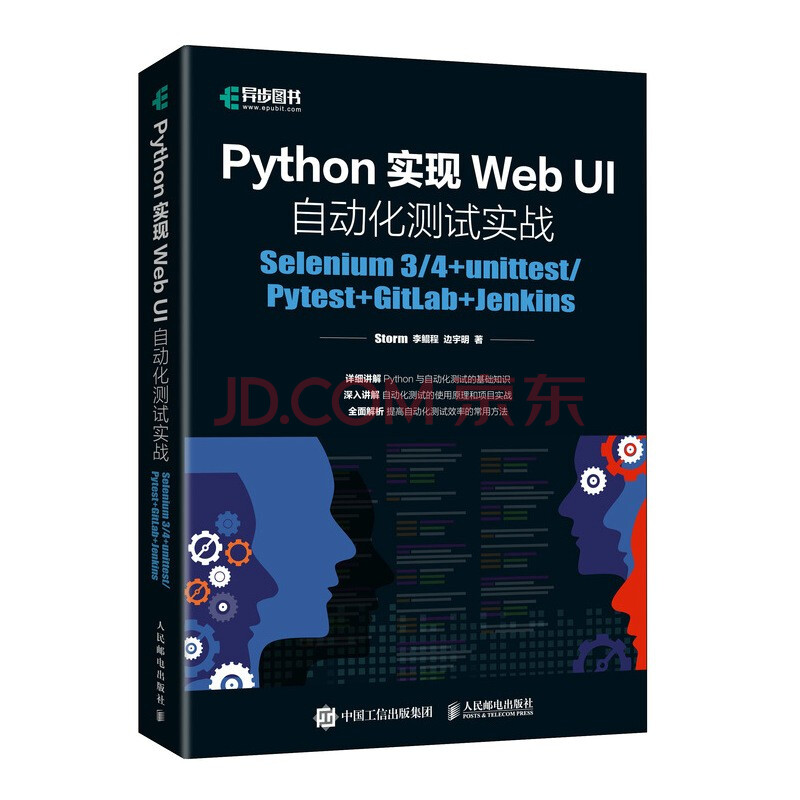 异步图书
www.epubit.com
Python 实现 Web UI
自动化测试实战
Selenium 3/4+unittest/
Pytest+GitLab+Jenkins
Storm 李鲲程 边宇明 著
详细讲解 Python 与自动化测试的基础知识
深入讲解 自动化测试的使用原理和项目实战
全面解析 提高自动化测试效率的常用方法
JD.COM 京东
中国工信出版集团
人民邮电出版社
POSTS & TELECOM PRESS
Python 实现 Web UI 自动化测试实战
Selenium 3/4+unittest/
Pytest+GitLab+Jenkins
人民邮电出版社